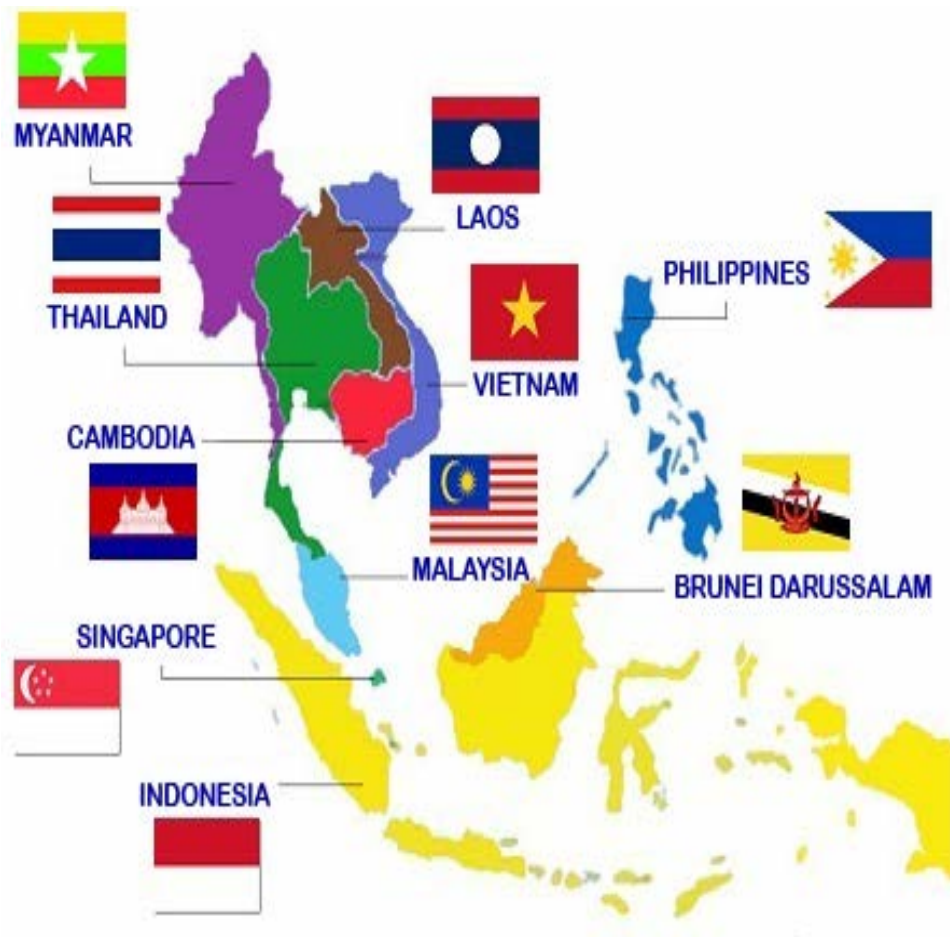 MYANMAR
LAOS
THAILAND
PHILIPPINES
VIETNAM
CAMBODIA
MALAYSIA
BRUNEI DARUSSALAM
SINGAPORE
INDONESIA